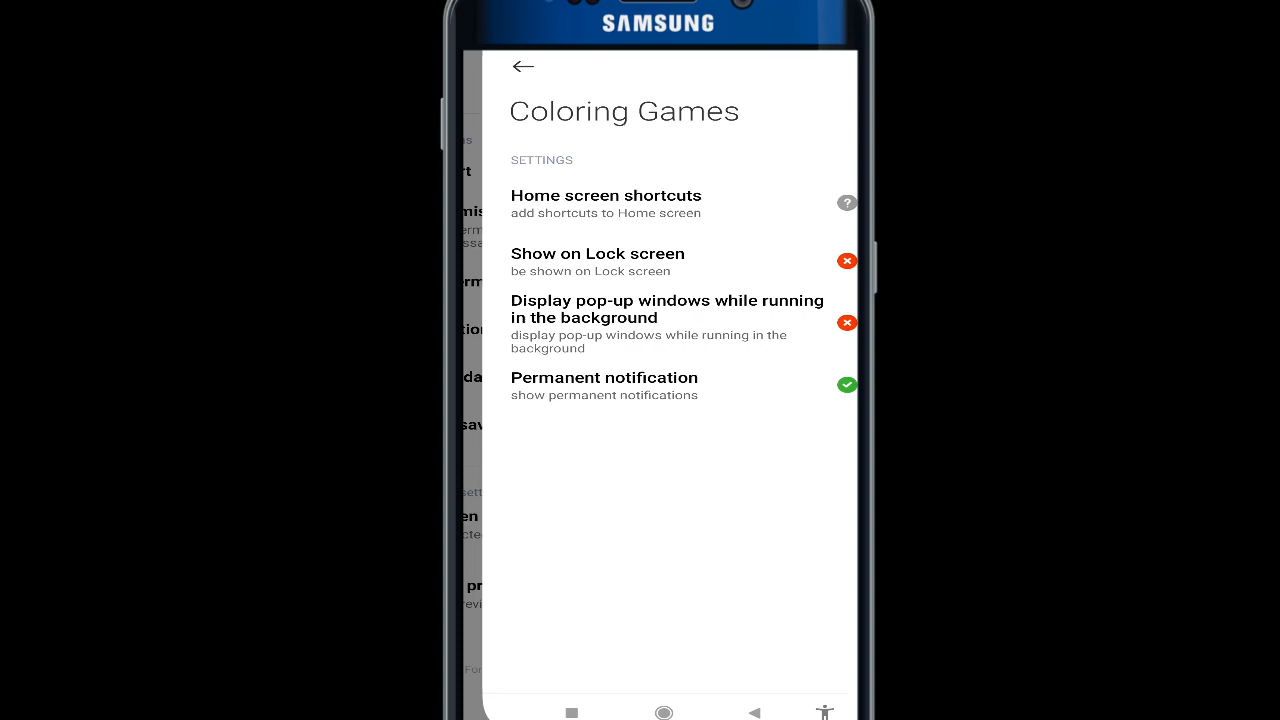 SAMSUNG
Coloring Games
SETTINGS
Home screen shortcuts
add shortcuts to Home screen
Show on Lock screen
be shown on Lock screen
Display pop-up windows while running
in the background
display pop-up windows while running in the
background
Permanent notification
show permanent notifications